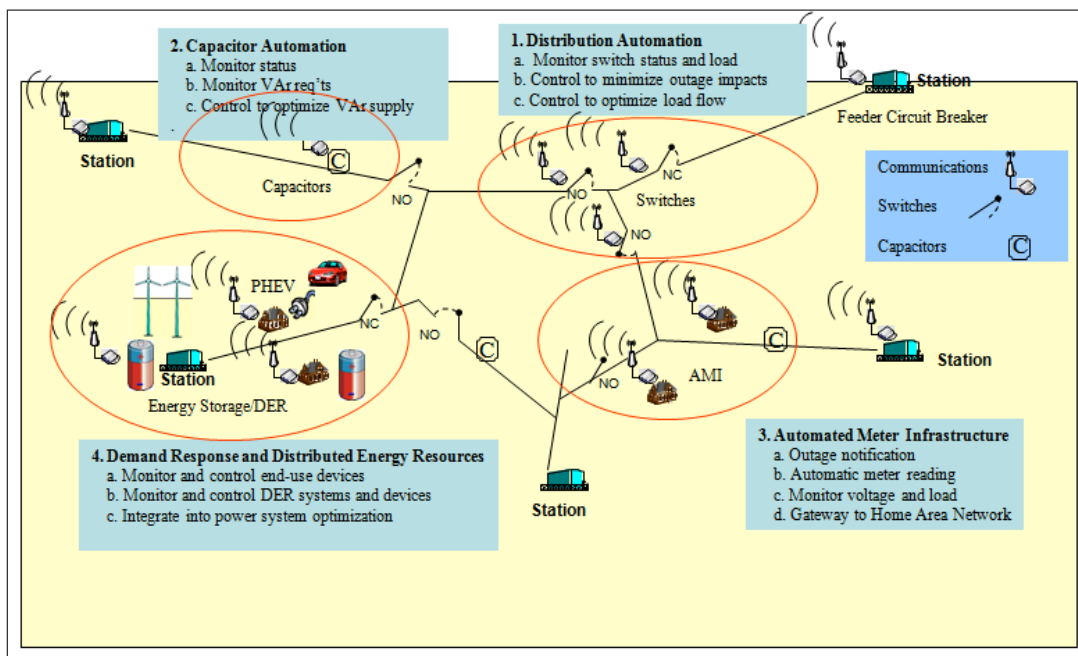 2. Capacitor Automation
a. Monitor status
b. Monitor VAr req'ts
c. Control to optimize VAr supply
1. Distribution Automation
a. Monitor switch status and load
b. Control to minimize outage impacts
c. Control to optimize load flow
Station
Feeder Circuit Breaker
Communications
Switches
Capacitors
C
Station
C
Capacitors
NO
NC
Switches
NO
PHEV
NC
NO
Station
Energy Storage/DER
C
NO
AMI
C
Station
4. Demand Response and Distributed Energy Resources
a. Monitor and control end-use devices
b. Monitor and control DER systems and devices
c. Integrate into power system optimization
Station
3. Automated Meter Infrastructure
a. Outage notification
b. Automatic meter reading
c. Monitor voltage and load
d. Gateway to Home Area Network